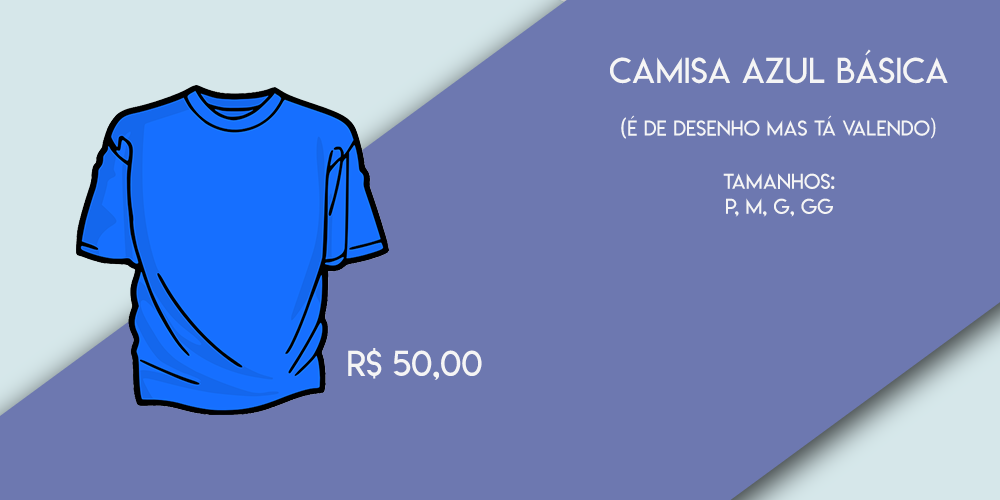 CAMISA AZUL BÁSICA
(É DE DESENHO MAS TÁ VALENDO)
TAMANHOS:
P, M, G, GG
R$ 50,00